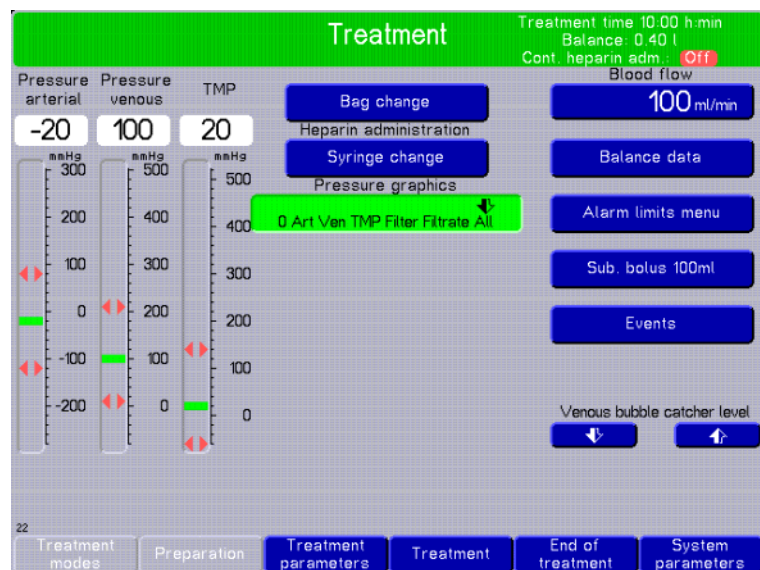 Treatment
Treatment time 10:00 h:min
Balance: 0.40 l
Cont. heparin adm.: Off
Pressure arterial
Pressure venous
TMP
-20
100
20
mmHg
300
200
100
0
-100
-200
mmHg
500
400
300
200
100
0
mmHg
500
400
300
200
100
0
Bag change
Heparin administration
Syringe change
Pressure graphics
0 Art Ven TMP Filter Filtrate All
Blood flow
100 ml/min
Balance data
Alarm limits menu
Sub. bolus 100ml
Events
Venous bubble catcher level
22
Treatment modes
Preparation
Treatment parameters
Treatment
End of treatment
System parameters